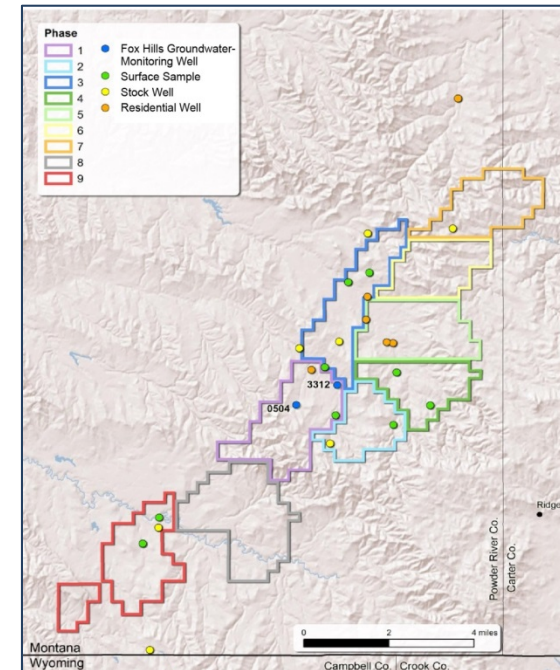 Phase
1
2
3
4
5
6
7
8
9
Fox Hills Groundwater-
Monitoring Well
Surface Sample
Stock Well
Residential Well
3312
0504
Ridge
Powder River Co.
Carter Co.
0 2 4 miles
Montana
Wyoming
Campbell Co. Crook Co.